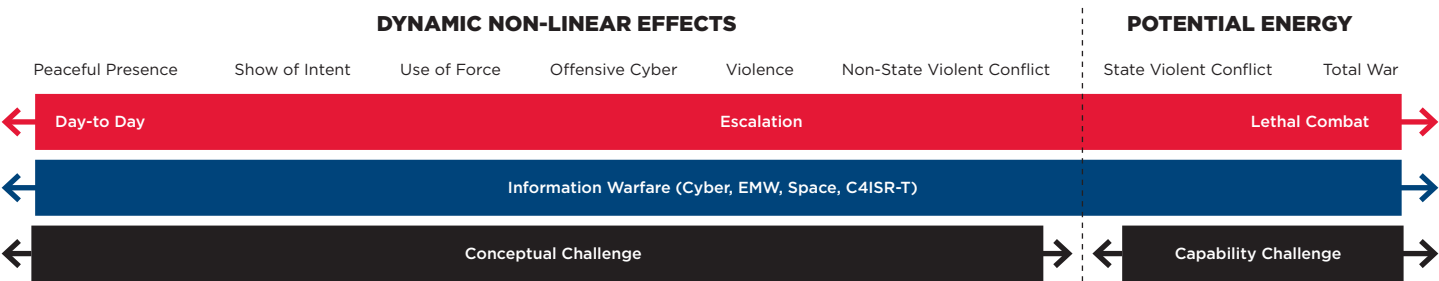 DYNAMIC NON-LINEAR EFFECTS POTENTIAL ENERGY
Peaceful Presence Show of Intent Use of Force Offensive Cyber Violence Non-State Violent Conflict State Violent Conflict Total War
Day-to Day Escalation Lethal Combat
Information Warfare (Cyber, EMW, Space, C4ISR-T)
Conceptual Challenge Capability Challenge